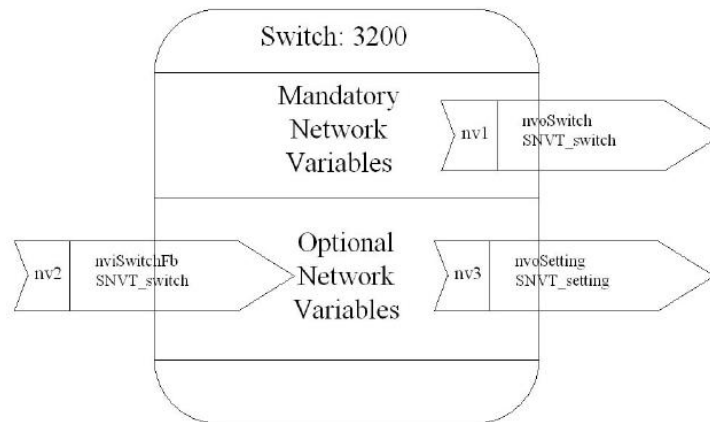 Switch: 3200
Mandatory
Network
Variables
nv1
nvoSwitch
SNVT_switch
nv2
nviSwitchFb
SNVT_switch
Optional
Network
Variables
nv3
nvoSetting
SNVT_setting